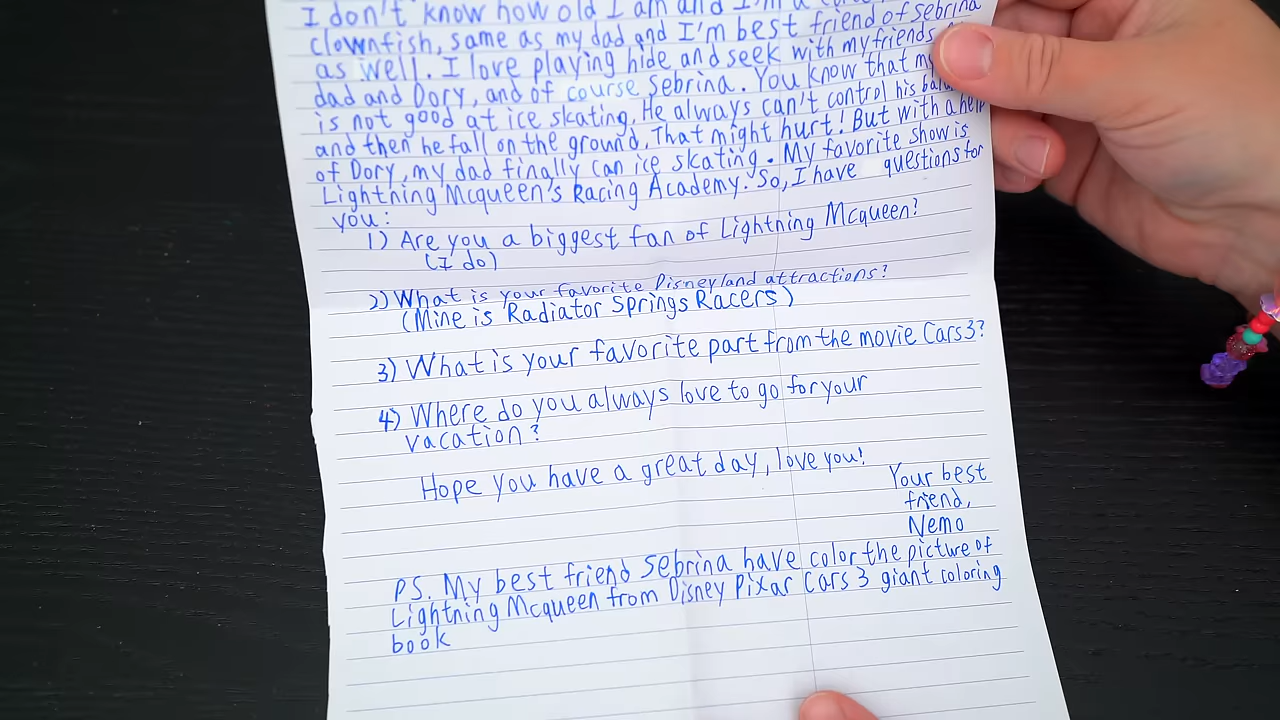 I don't know how old I am and I'm a
clownfish, same as my dad and I'm best friend of sebrina
as well. I love playing hide and seek with my friends
dad and Dory, and of course Sebrina. You know that my
is not good at ice skating. He always can't control his
and then he fall on the ground. That might hurt! But with a help
of Dory, my dad finally can ice skating. My favorite show is
Lightning Mcqueen's Racing Academy. So, I have questions for
you:
1) Are you a biggest fan of Lightning Mcqueen?
(I do)
2) What is your favorite Disneyland attractions?
(Mine is Radiator Springs Racers)
3) What is your favorite part from the movie Cars 3?
4) Where do you always love to go for your
vacation?
Hope you have a great day, love you!
Your best
friend,
Nemo
PS. My best friend Sebrina have color the picture of
Lightning Mcqueen from Disney Pixar Cars 3 giant coloring
book